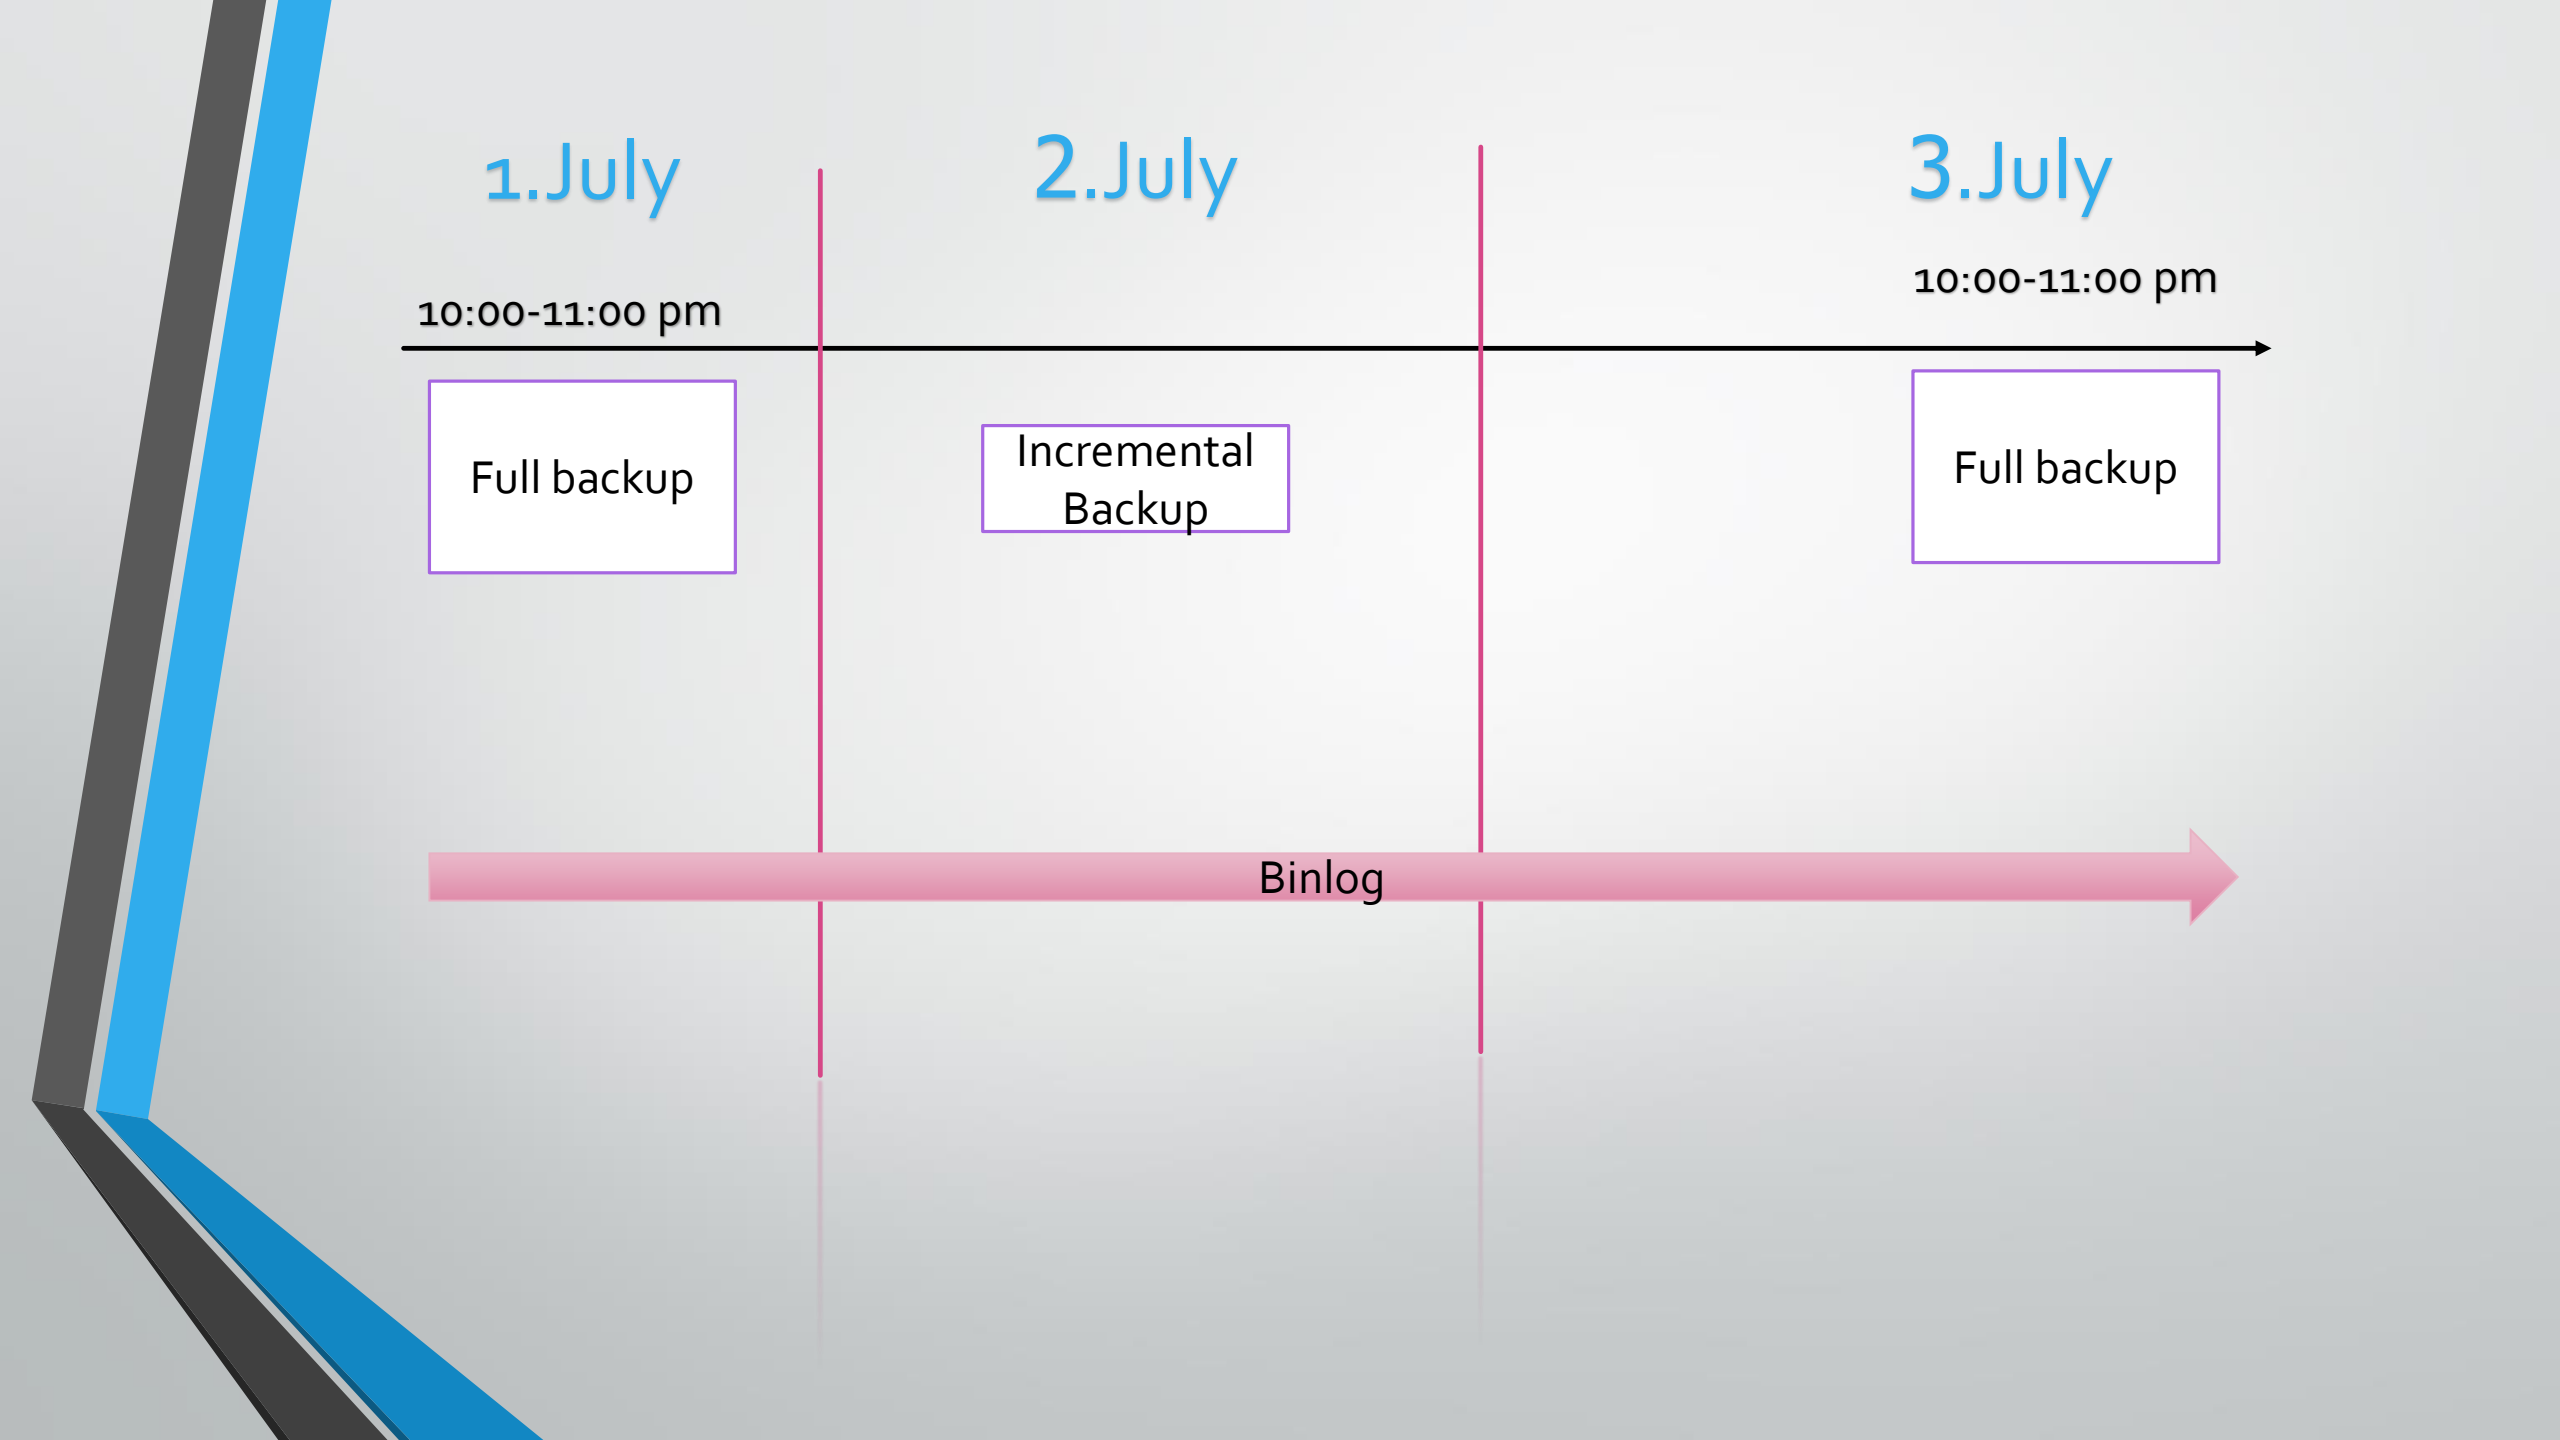 1.July
2.July
3.July
10:00-11:00 pm
10:00-11:00 pm
Full backup
Incremental
Backup
Full backup
Binlog